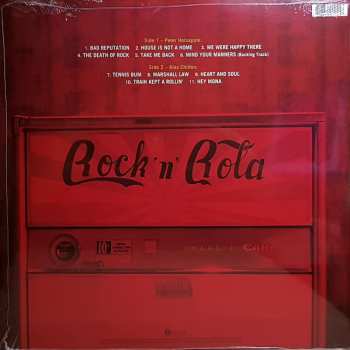 Side 1 - Peter Holsapple
1. BAD REPUTATION 2. HOUSE IS NOT A HOME 3. WE WERE HAPPY THERE
4. THE DEATH OF ROCK 5. TAKE ME BACK 6. MIND YOUR MANNERS (Backing Track)
Side 2 - Alex Chilton
7. TENNIS BUM 8. MARSHALL LAW 9. HEART AND SOUL
10. TRAIN KEPT A ROLLIN' 11. HEY MONA
Rock 'n' Rola